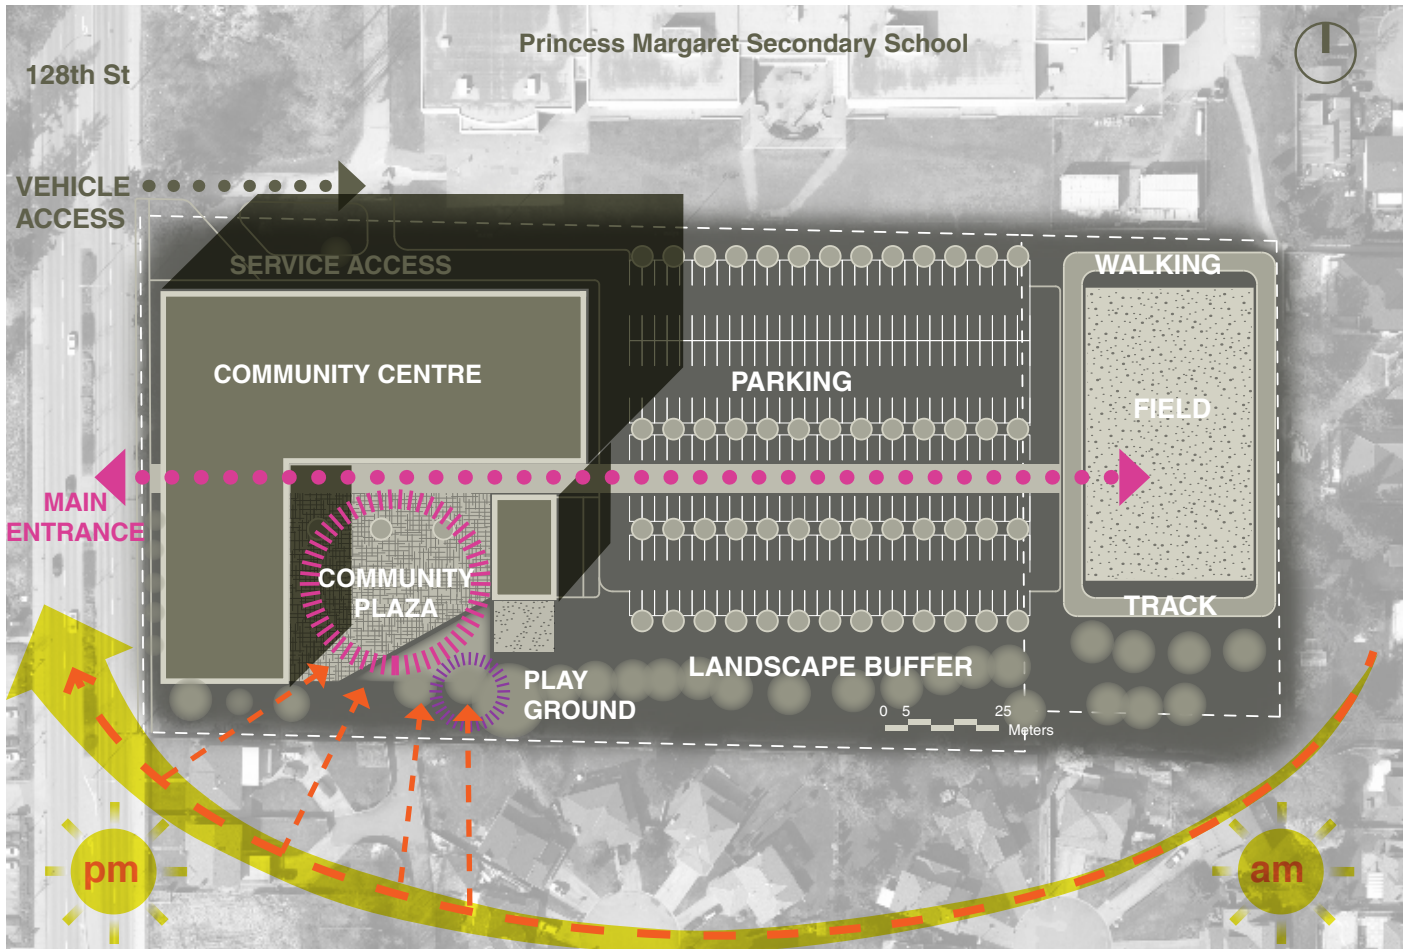 Princess Margaret Secondary School
128th St
VEHICLE
ACCESS
SERVICE ACCESS
WALKING
COMMUNITY CENTRE
PARKING
FIELD
MAIN
ENTRANCE
COMMUNITY
PLAZA
TRACK
LANDSCAPE BUFFER
PLAY
GROUND
0 5 25
Meters
pm
am